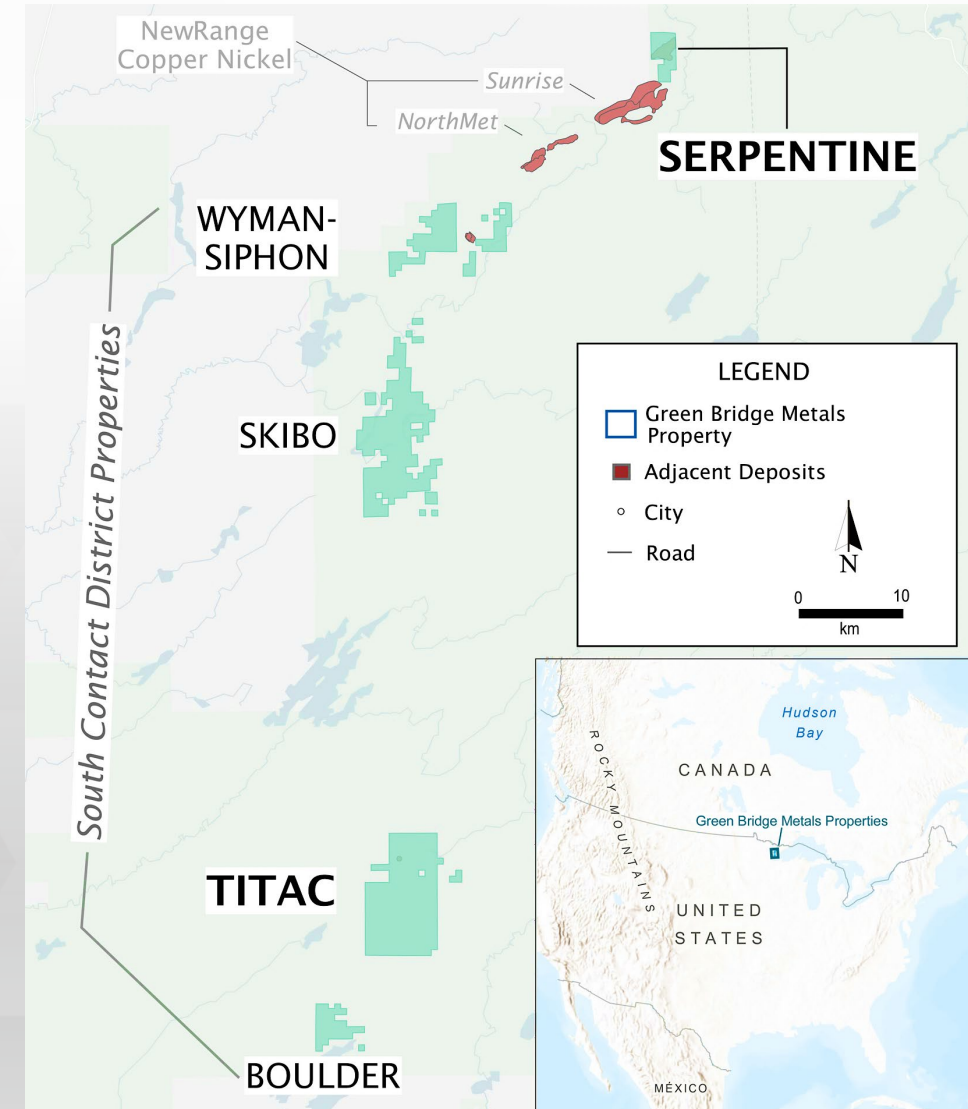 NewRange
Copper Nickel
Sunrise
NorthMet
SERPENTINE
WYMAN-
SIPHON
South Contact District Properties
SKIBO
TITAC
BOULDER
LEGEND
Green Bridge Metals
Property
Adjacent Deposits
City
Road
N
0 10
km
Hudson
Bay
ROCKY MOUNTAINS
CANADA
Green Bridge Metals Properties
UNITED
STATES
MÉXICO